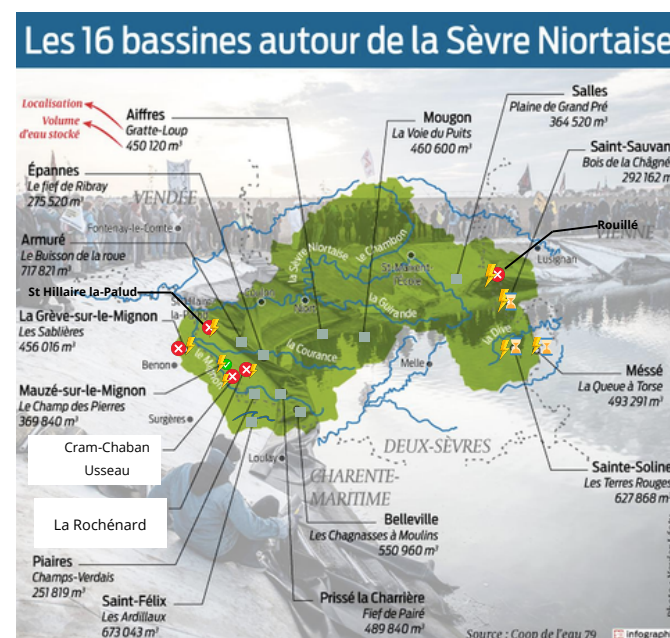 Les 16 bassines autour de la Sèvre Niortaise
Localisation
Volume
d'eau stocké
Aiffres
Gratte-Loup
450 120 m³
Mougon
La Voie du Puits
460 600 m³
Salles
Plaine de Grand Pré
364 520 m³
Saint-Sauvan
Bois de la Châgne
292 162 m
Épannes
Le fief de Ribray
275 520 m³
VENDÉE
Fontenay-le-Comte
Rouillé
VIENNE
Lusignan
Armuré
Le Buisson de la roue
717 821 m³
la Sèvre Niortaise
le Chambon
St-Maixent
l'École
St Hillaire la-Palud
Niort
la Guirande
La Grève-sur-le-Mignon
Les Sablières
456 016 m³
la Courance
la Dive
Benon
le Mignon
Melle
Méssé
La Queue à Torse
493 291 m³
Mauzé-sur-le-Mignon
Le Champ des Pierres
369 840 m³
Surgères
Cram-Chaban
Usseau
Loulay
DEUX-SÈVRES
CHARENTE-
MARITIME
Sainte-Soline
Les Terres Rouges
627 868 m³
La Rochénard
Belleville
Les Chagnasses à Moulins
550 960 m³
Piaires
Champs-Verdais
251 819 m³
Saint-Félix
Les Ardillaux
673 043 m³
Prissé la Charrière
Fief de Pairé
489 840 m³
Source : Coop de l'eau 79
infograph